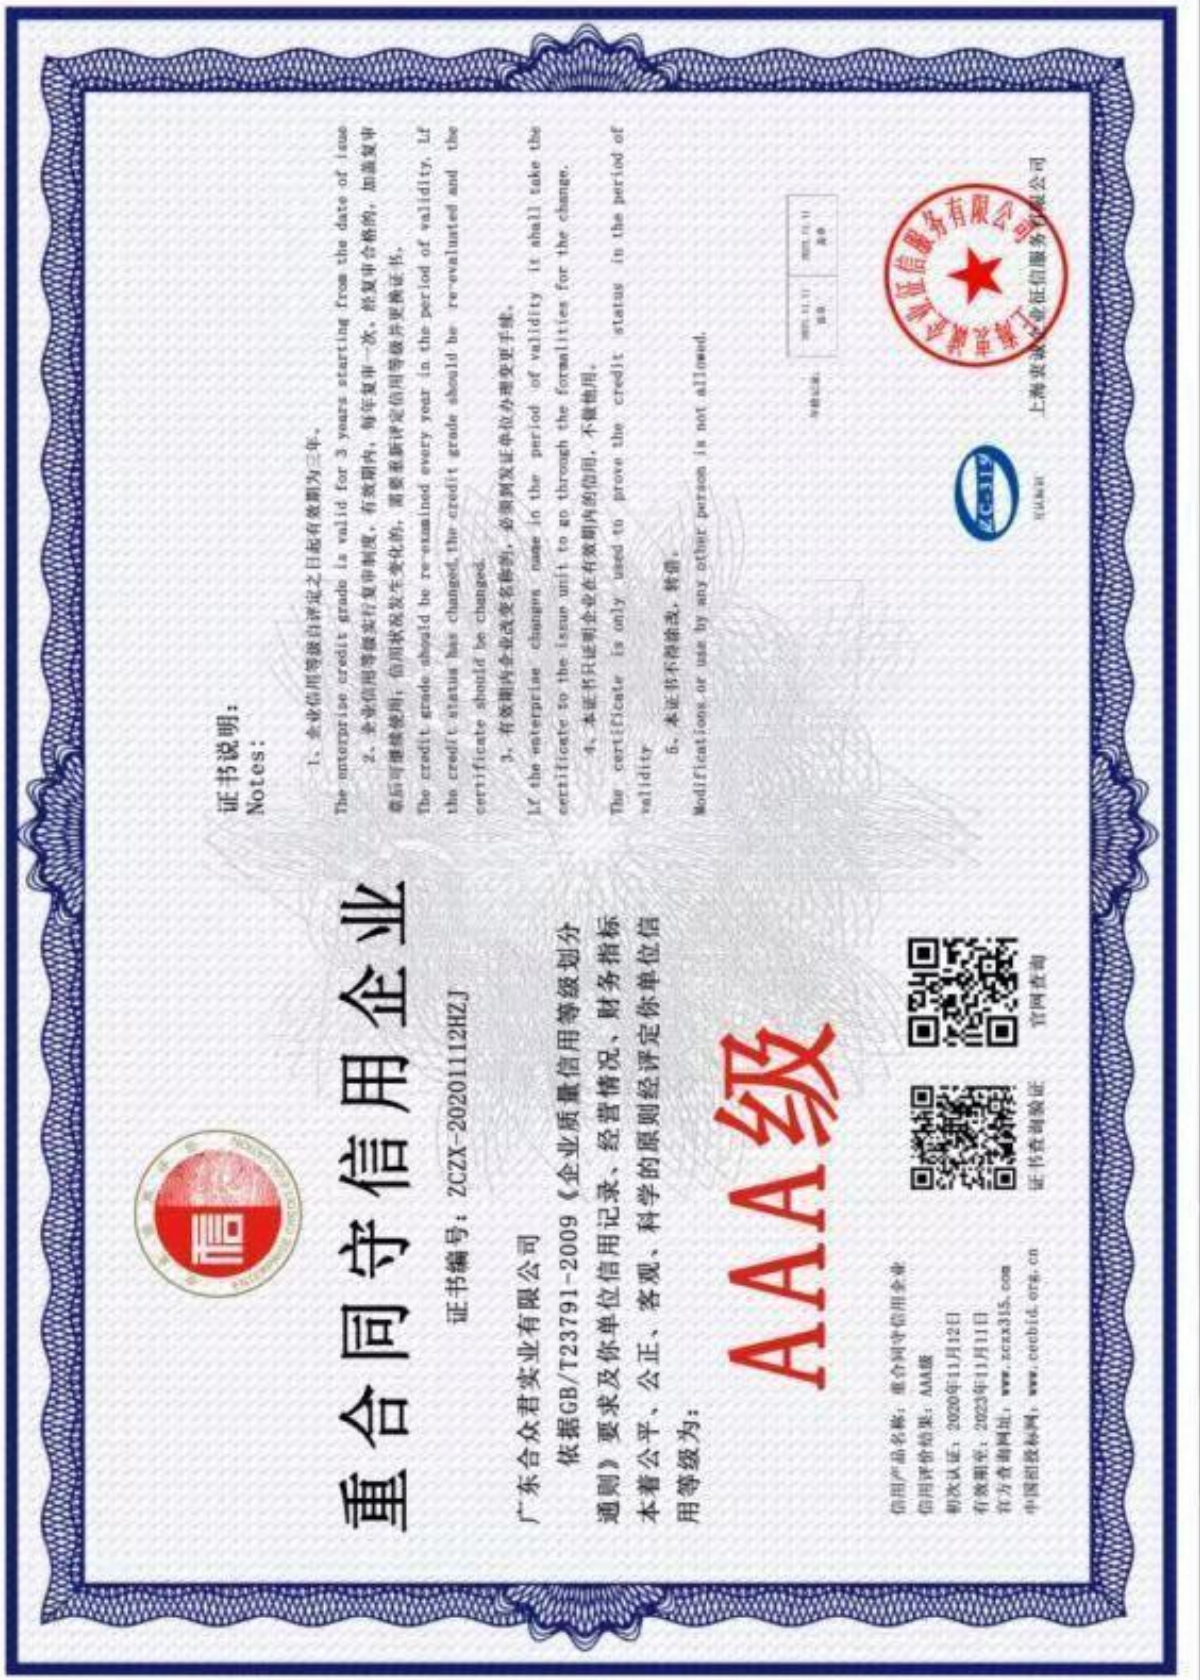 信
重合同守信用企业
证书编号：ZCZX-20201112HZJ
广东合众君实业有限公司
依据GB/T23791-2009《企业质量信用等级划分
通则》要求及你单位信用记录、经营情况、财务指标
本着公平、公正、客观、科学的原则经评定你单位信
用等级为：
AAA级
信用产品名称：重合同守信用企业
信用评价结果：AAA级
初次认证：2020年11月12日
有效期至：2023年11月11日
官方查询网址：www.zczx315.com
中国招投标网：www.cecbid.org.cn
证书查询验证
官网查询
证书说明：
Notes:
1、企业信用等级自评定之日起有效期为三年。
The enterprise credit grade is valid for 3 years starting from the date of isue
2、企业信用等级实行复审制度，有效期内，每年复审一次。经复审合格的，加盖复审
章后可继续使用；信用状况发生变化的，需要重新评定信用等级并更换证书。
The credit grade should be re-examined every year in the period of validity. Lf
the credit status has changed,the credit grade should be re-evaluated and the
certificate should be changed.
3、有效期内企业改变名称的，必须到发证单位办理变更手续。
Lf the enterprise changes name in the period of validity it shall take the
certificate to the issue unit to go through the formalities for the change.
4、本证书只证明企业在有效期内的信用，不做他用。
The certificate is only used to prove the credit status in the period of
validity
5、本证书不得涂改，转借。
Modifications or use by any other person is not allowed.
年检记录：
盖章
盖章
ZC-315
互认标识
企业征信服务有限公司